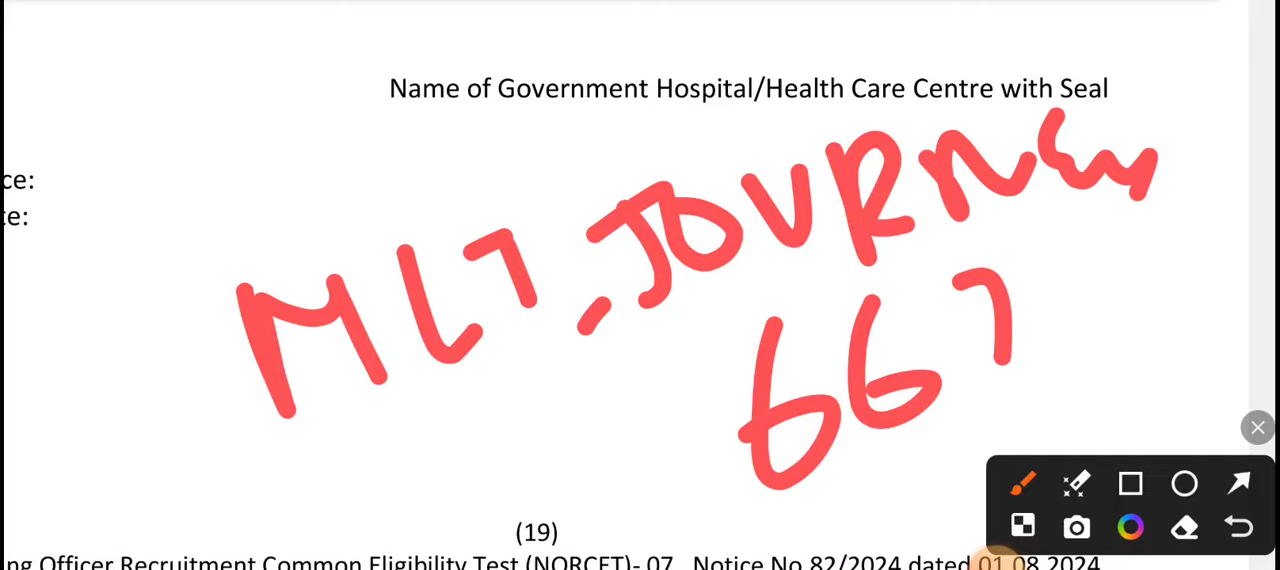 Name of Government Hospital/Health Care Centre with Seal
ce:
te:
MLT-JOURNEY
667
(19)
ng Officer Recruitment Common Eligibility Test (NORCET)- 07 Notice No 82/2024 dated 01.08.2024